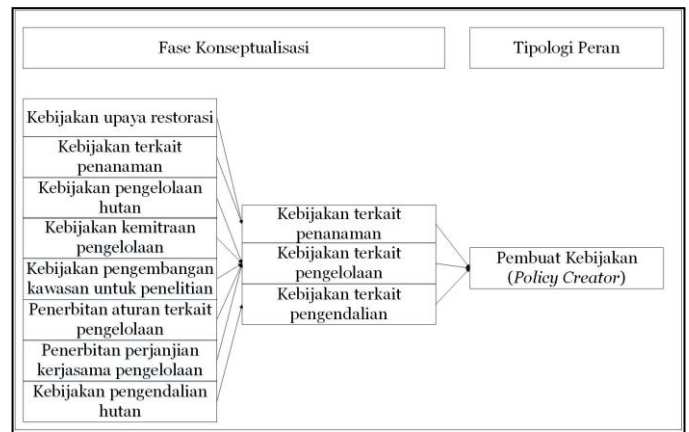 Fase Konseptualisasi
Tipologi Peran
Kebijakan upaya restorasi
Kebijakan terkait
penanaman
Kebijakan pengelolaan
hutan
Kebijakan kemitraan
pengelolaan
Kebijakan pengembangan
kawasan untuk penelitian
Penerbitan aturan terkait
pengelolaan
Penerbitan perjanjian
kerjasama pengelolaan
Kebijakan pengendalian
hutan
Kebijakan terkait
penanaman
Kebijakan terkait
pengelolaan
Kebijakan terkait
pengendalian
Pembuat Kebijakan
(Policy Creator)